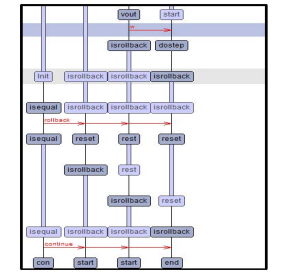 vout start
w
isrollback dostep
Init isrollback isrollback isrollback
isequal isrollback isrollback isrollback
rollback
isequal reset rest reset
isrollback rest
isrollback reset
isequal isrollback isrollback isrollback
continue
con start start end